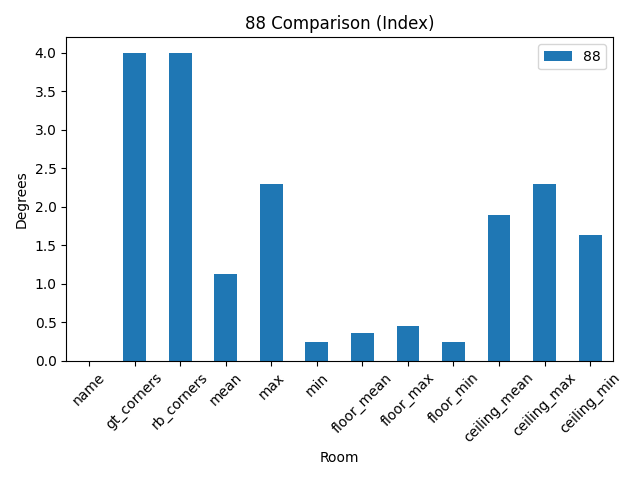 88 Comparison (Index)
88
Degrees
4.0
3.5
3.0
2.5
2.0
1.5
1.0
0.5
0.0
name
gt_corners
rb_corners
mean
max
min
floor_mean
floor_max
floor_min
ceiling_mean
ceiling_max
ceiling_min
Room